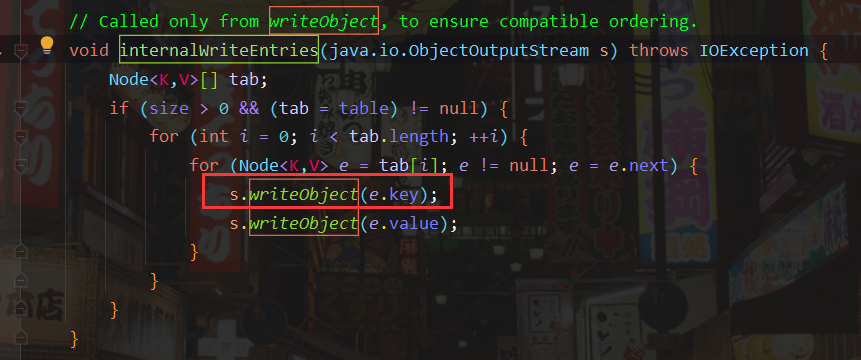 // Called only from writeObject, to ensure compatible ordering.
void internalWriteEntries(java.io.ObjectOutputStream s) throws IOException {
Node<K,V>[] tab;
if (size > 0 && (tab = table) != null) {
for (int i = 0; i < tab.length; ++i) {
for (Node<K,V> e = tab[i]; e != null; e = e.next) {
s.writeObject(e.key);
s.writeObject(e.value);
}
}
}
}